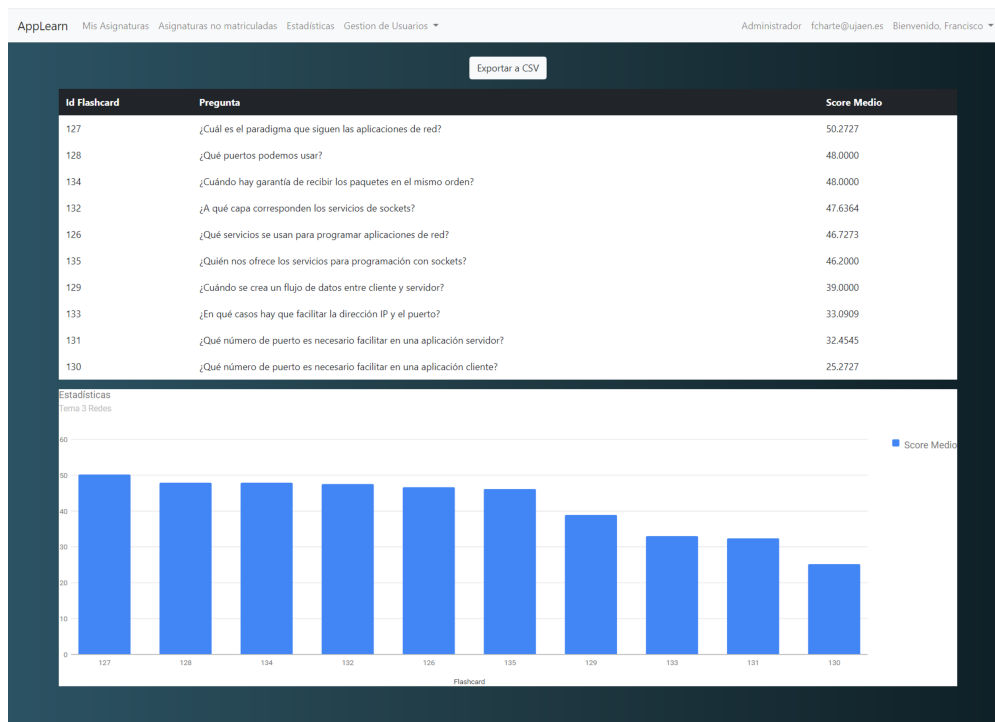 AppLearn Mis Asignaturas Asignaturas no matriculadas Estadísticas Gestion de Usuarios Administrador fcharte@ujaen.es Bienvenido, Francisco
Exportar a CSV
Id Flashcard Pregunta Score Medio
127 ¿Cuál es el paradigma que siguen las aplicaciones de red? 50.2727
128 ¿Qué puertos podemos usar? 48.0000
134 ¿Cuándo hay garantía de recibir los paquetes en el mismo orden? 48.0000
132 ¿A qué capa corresponden los servicios de sockets? 47.6364
126 ¿Qué servicios se usan para programar aplicaciones de red? 46.7273
135 ¿Quién nos ofrece los servicios para programación con sockets? 46.2000
129 ¿Cuándo se crea un flujo de datos entre cliente y servidor? 39.0000
133 ¿En qué casos hay que facilitar la dirección IP y el puerto? 33.0909
131 ¿Qué número de puerto es necesario facilitar en una aplicación servidor? 32.4545
130 ¿Qué número de puerto es necesario facilitar en una aplicación cliente? 25.2727
Estadísticas
Tema 3 Redes
60
Score Medio
50
40
30
20
10
0
127 128 134 132 126 135 129 133 131 130
Flashcard